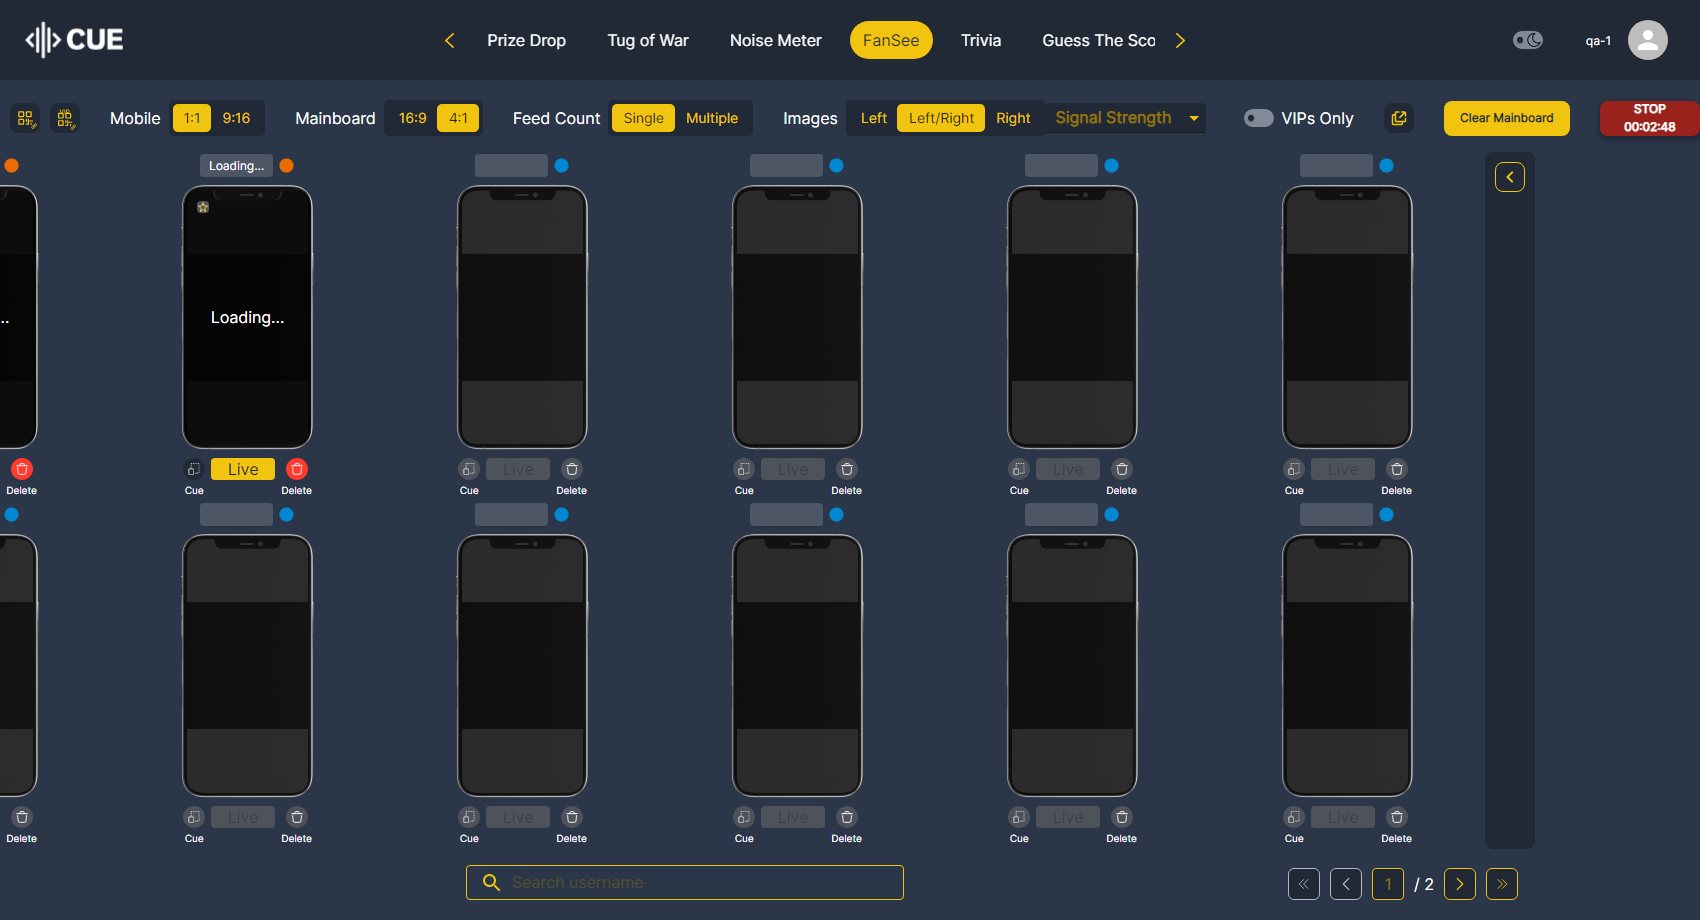 CUE
Prize Drop
Tug of War
Noise Meter
FanSee
Trivia
Guess The Sco
qa-1
Mobile
1:1
9:16
Mainboard
16:9
4:1
Feed Count
Single
Multiple
Images
Left
Left/Right
Right
Signal Strength
VIPs Only
Clear Mainboard
STOP
00:02:48
Loading...
..
Loading...
Delete
Cue
Live
Delete
Cue
Live
Delete
Cue
Live
Delete
Cue
Live
Delete
Cue
Live
Delete
Delete
Cue
Live
Delete
Cue
Live
Delete
Cue
Live
Delete
Cue
Live
Delete
Cue
Live
Delete
Search username
1
/ 2